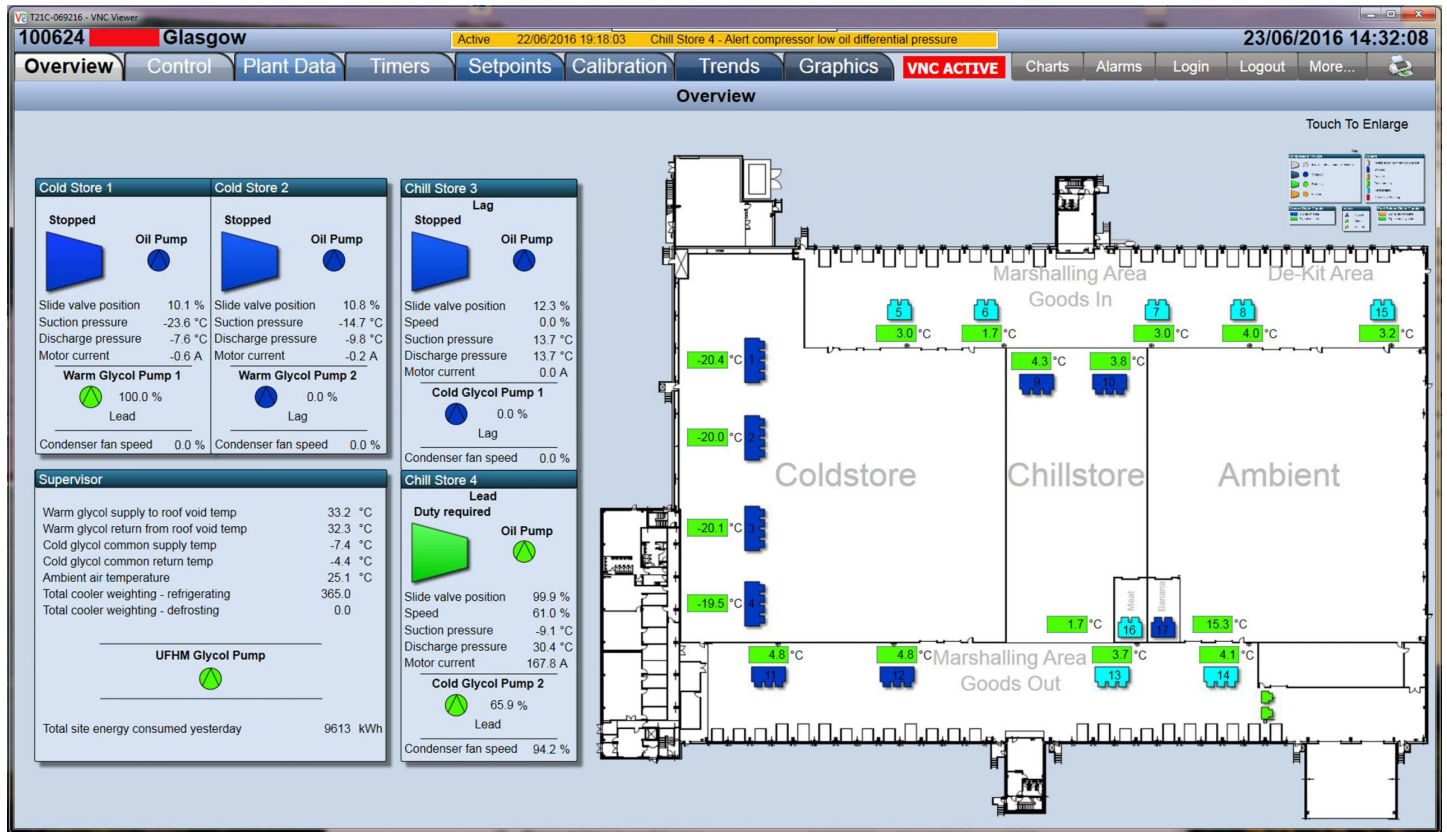 T21C-069216 - VNC Viewer
100624 Glasgow
Active 22/06/2016 19:18:03 Chill Store 4 - Alert compressor low oil differential pressure
23/06/2016 14:32:08
Overview Control Plant Data Timers Setpoints Calibration Trends Graphics VNC ACTIVE Charts Alarms Login Logout More...
Overview
Touch To Enlarge
Cold Store 1
Stopped
Oil Pump
Slide valve position 10.1 %
Suction pressure -23.6 °C
Discharge pressure -7.6 °C
Motor current -0.6 A
Warm Glycol Pump 1
100.0 %
Lead
Condenser fan speed 0.0 %
Cold Store 2
Stopped
Oil Pump
Slide valve position 10.8 %
Suction pressure -14.7 °C
Discharge pressure -9.8 °C
Motor current -0.2 A
Warm Glycol Pump 2
0.0 %
Lag
Condenser fan speed 0.0 %
Chill Store 3
Lag
Stopped
Oil Pump
Slide valve position 12.3 %
Speed 0.0 %
Suction pressure 13.7 °C
Discharge pressure 13.7 °C
Motor current 0.0 A
Cold Glycol Pump 1
0.0 %
Lag
Condenser fan speed 0.0 %
Supervisor
Warm glycol supply to roof void temp 33.2 °C
Warm glycol return from roof void temp 32.3 °C
Cold glycol common supply temp -7.4 °C
Cold glycol common return temp -4.4 °C
Ambient air temperature 25.1 °C
Total cooler weighting - refrigerating 365.0
Total cooler weighting - defrosting 0.0
UFHM Glycol Pump
Total site energy consumed yesterday 9613 kWh
Chill Store 4
Lead
Duty required
Oil Pump
Slide valve position 99.9 %
Speed 61.0 %
Suction pressure -9.1 °C
Discharge pressure 30.4 °C
Motor current 167.8 A
Cold Glycol Pump 2
65.9 %
Lead
Condenser fan speed 94.2 %
Marshalling Area
Goods In
De-Kit Area
5 6 7 8 15
3.0 °C 1.7 °C 3.0 °C 4.0 °C 3.2 °C
-20.4 °C 1
4.3 °C 3.8 °C
9 10
-20.0 °C 2
Coldstore Chillstore Ambient
-20.1 °C 3
-19.5 °C 4
Meat
Banana
1.7 °C 16 17 15.3 °C
4.8 °C 4.8 °C 3.7 °C 4.1 °C
Marshalling Area
Goods Out
11 12 13 14